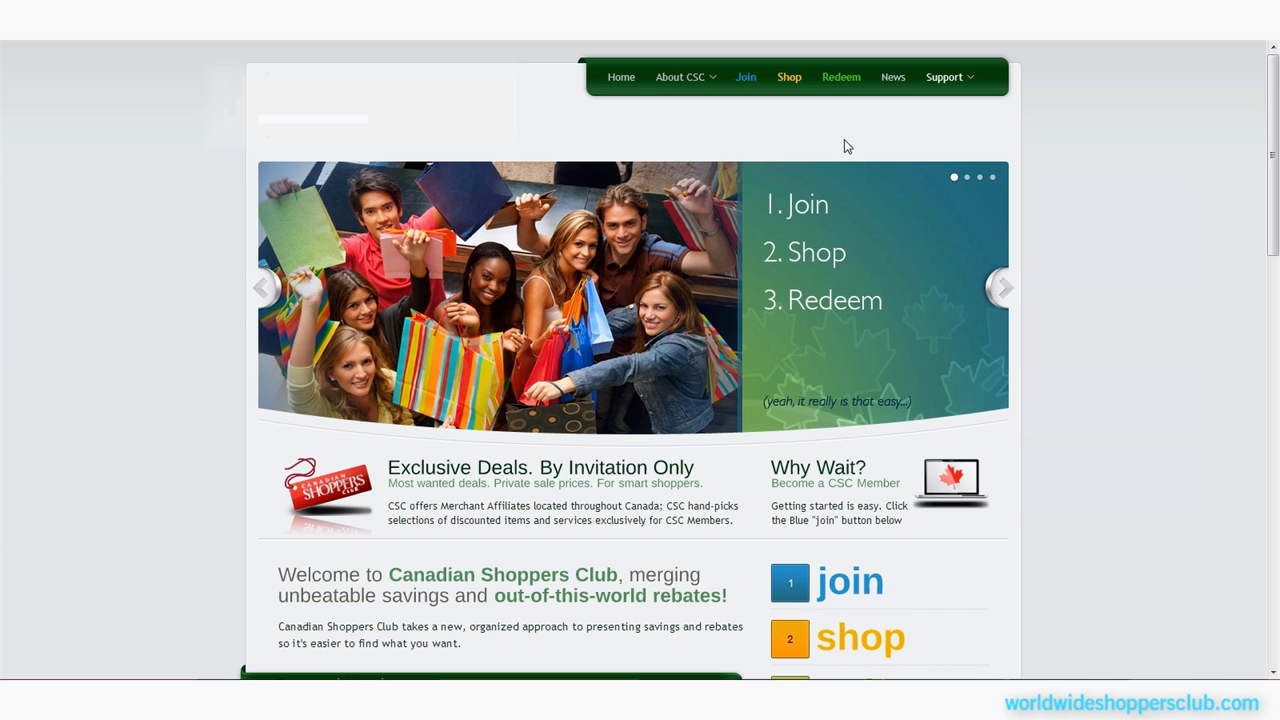 Home About CSC Join Shop Redeem News Support
1. Join
2. Shop
3. Redeem
(yeah, it really is that easy...)
CANADIAN
SHOPPERS
CLUB
Exclusive Deals. By Invitation Only
Most wanted deals. Private sale prices. For smart shoppers.
CSC offers Merchant Affiliates located throughout Canada; CSC hand-picks
selections of discounted items and services exclusively for CSC Members.
Why Wait?
Become a CSC Member
Getting started is easy. Click
the Blue "join" button below
Welcome to Canadian Shoppers Club, merging
unbeatable savings and out-of-this-world rebates!
Canadian Shoppers Club takes a new, organized approach to presenting savings and rebates
so it's easier to find what you want.
1 join
2 shop
worldwideshoppersclub.com